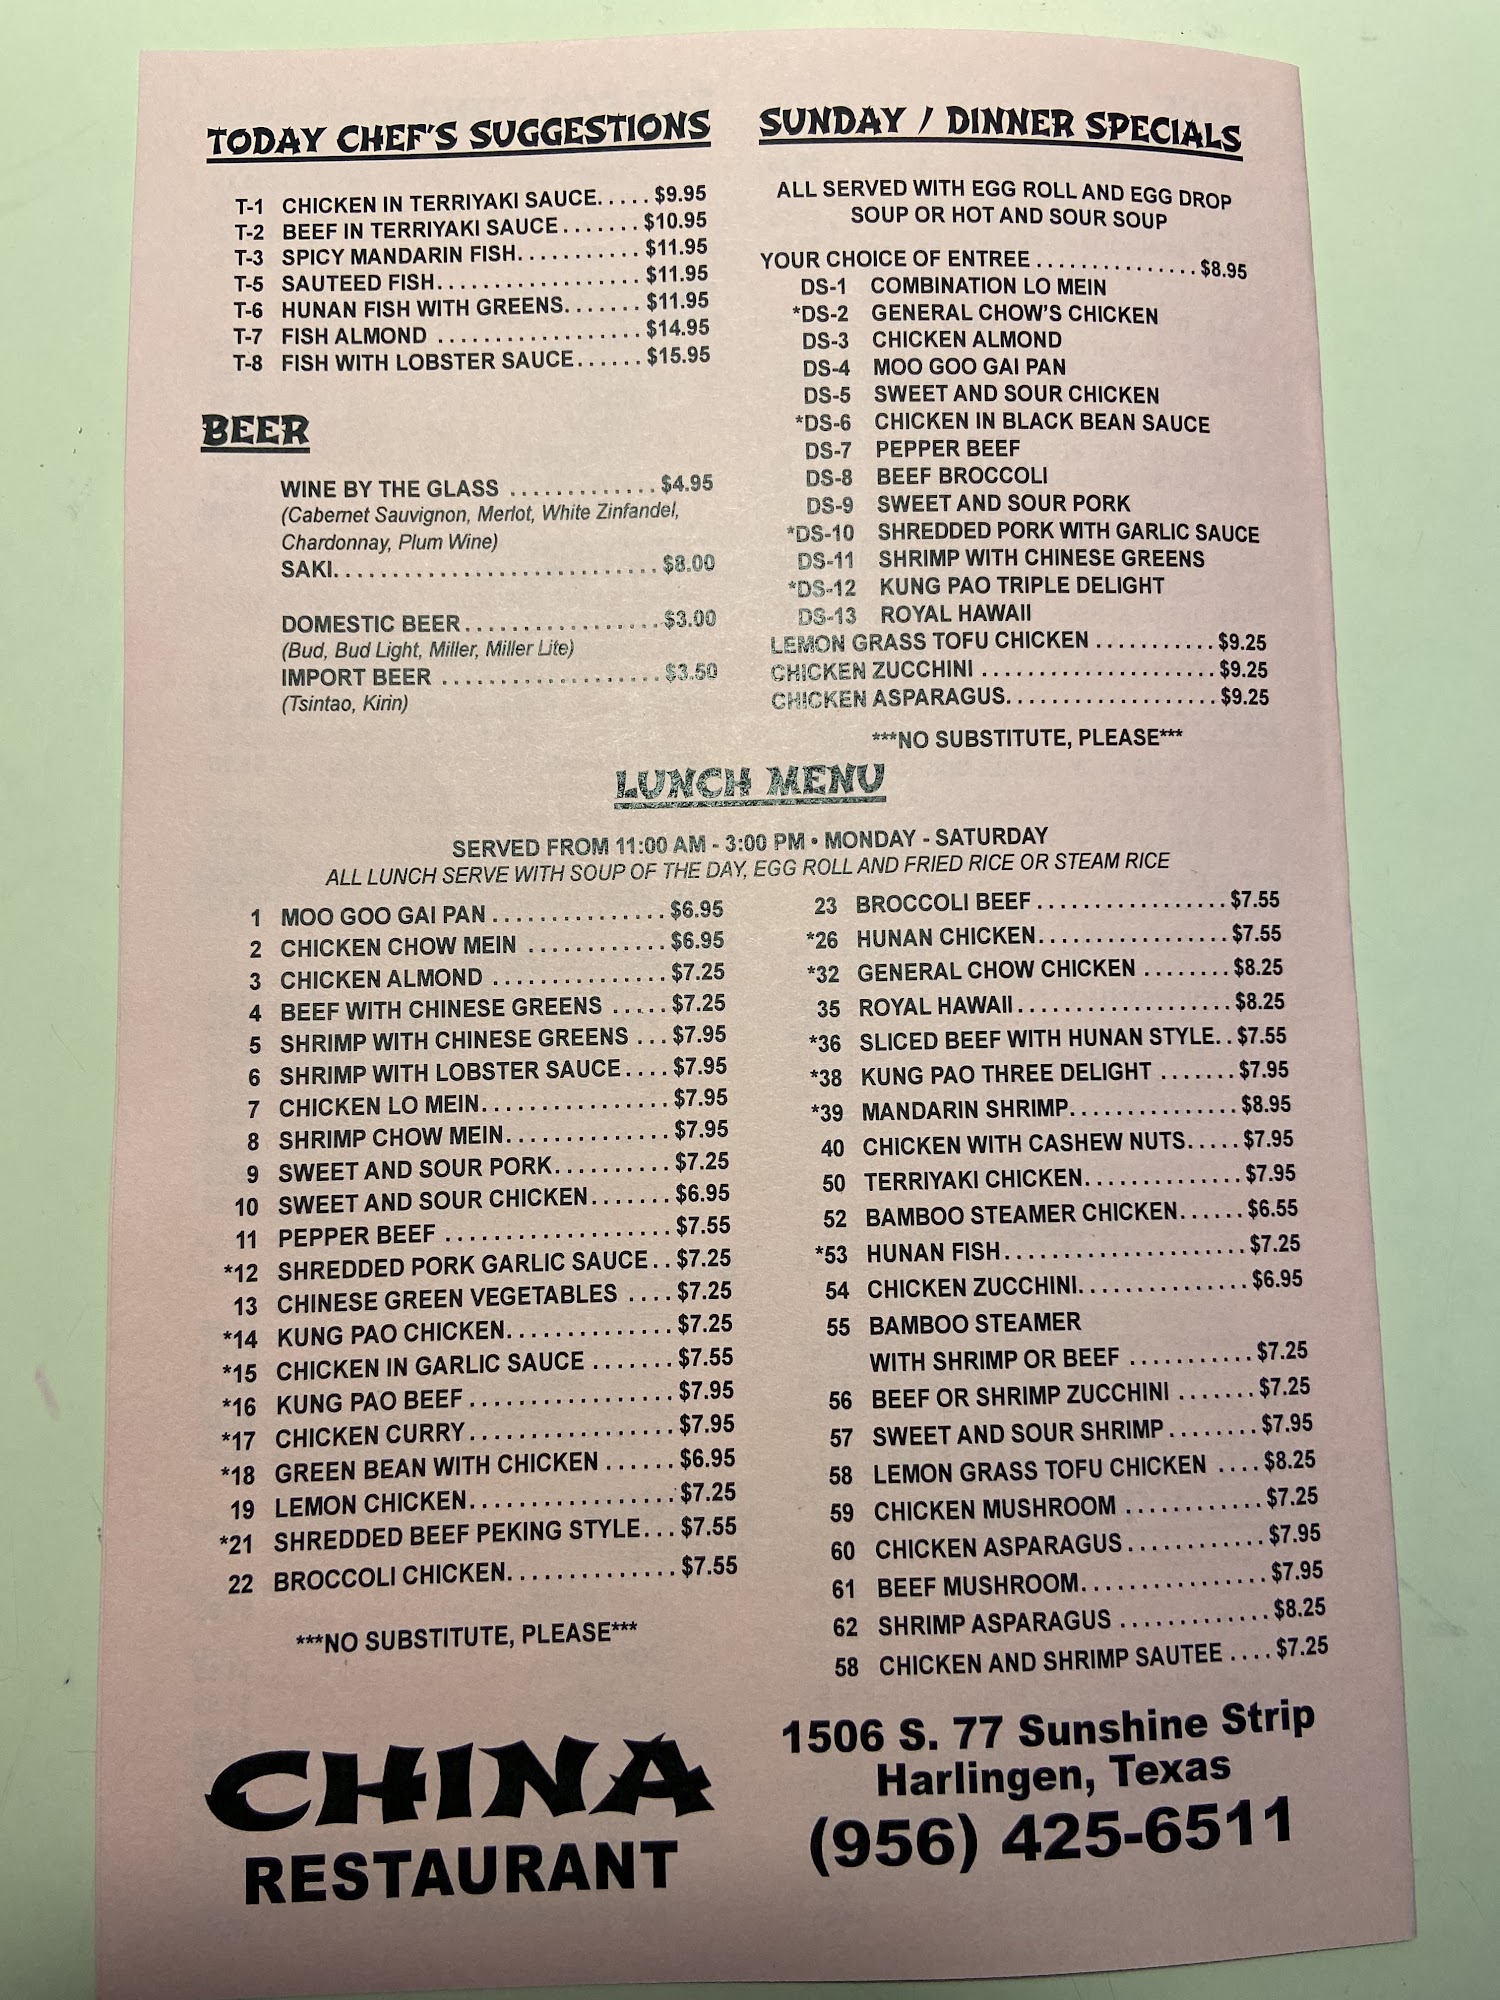 TODAY CHEF'S SUGGESTIONS
T-1 CHICKEN IN TERRIYAKI SAUCE..... $9.95
T-2 BEEF IN TERRIYAKI SAUCE....... $10.95
T-3 SPICY MANDARIN FISH........... $11.95
T-5 SAUTEED FISH................... $11.95
T-6 HUNAN FISH WITH GREENS....... $11.95
T-7 FISH ALMOND ................... $14.95
T-8 FISH WITH LOBSTER SAUCE...... $15.95
BEER
WINE BY THE GLASS ............. $4.95
(Cabernet Sauvignon, Merlot, White Zinfandel,
Chardonnay, Plum Wine)
SAKI............................. $8.00
DOMESTIC BEER................... $3.00
(Bud, Bud Light, Miller, Miller Lite)
IMPORT BEER ..................... $3.50
(Tsintao, Kirin)
SUNDAY / DINNER SPECIALS
ALL SERVED WITH EGG ROLL AND EGG DROP
SOUP OR HOT AND SOUR SOUP
YOUR CHOICE OF ENTREE ............... $8.95
DS-1 COMBINATION LO MEIN
*DS-2 GENERAL CHOW'S CHICKEN
DS-3 CHICKEN ALMOND
DS-4 MOO GOO GAI PAN
DS-5 SWEET AND SOUR CHICKEN
*DS-6 CHICKEN IN BLACK BEAN SAUCE
DS-7 PEPPER BEEF
DS-8 BEEF BROCCOLI
DS-9 SWEET AND SOUR PORK
*DS-10 SHREDDED PORK WITH GARLIC SAUCE
DS-11 SHRIMP WITH CHINESE GREENS
*DS-12 KUNG PAO TRIPLE DELIGHT
DS-13 ROYAL HAWAII
LEMON GRASS TOFU CHICKEN ........... $9.25
CHICKEN ZUCCHINI ...................... $9.25
CHICKEN ASPARAGUS................... $9.25
***NO SUBSTITUTE, PLEASE***
LUNCH MENU
SERVED FROM 11:00 AM - 3:00 PM • MONDAY - SATURDAY
ALL LUNCH SERVE WITH SOUP OF THE DAY, EGG ROLL AND FRIED RICE OR STEAM RICE
1 MOO GOO GAI PAN ................ $6.95
2 CHICKEN CHOW MEIN ............. $6.95
3 CHICKEN ALMOND ................ $7.25
4 BEEF WITH CHINESE GREENS ..... $7.25
5 SHRIMP WITH CHINESE GREENS ... $7.95
6 SHRIMP WITH LOBSTER SAUCE.... $7.95
7 CHICKEN LO MEIN................. $7.95
8 SHRIMP CHOW MEIN............... $7.95
9 SWEET AND SOUR PORK.......... $7.25
10 SWEET AND SOUR CHICKEN....... $6.95
11 PEPPER BEEF ..................... $7.55
*12 SHREDDED PORK GARLIC SAUCE.. $7.25
13 CHINESE GREEN VEGETABLES .... $7.25
*14 KUNG PAO CHICKEN............... $7.25
*15 CHICKEN IN GARLIC SAUCE ....... $7.55
*16 KUNG PAO BEEF .................. $7.95
*17 CHICKEN CURRY................... $7.95
*18 GREEN BEAN WITH CHICKEN ...... $6.95
19 LEMON CHICKEN................... $7.25
*21 SHREDDED BEEF PEKING STYLE... $7.55
22 BROCCOLI CHICKEN............... $7.55
***NO SUBSTITUTE, PLEASE***
23 BROCCOLI BEEF .................. $7.55
*26 HUNAN CHICKEN.................. $7.55
*32 GENERAL CHOW CHICKEN ........ $8.25
35 ROYAL HAWAII.................... $8.25
*36 SLICED BEEF WITH HUNAN STYLE.. $7.55
*38 KUNG PAO THREE DELIGHT ....... $7.95
*39 MANDARIN SHRIMP............... $8.95
40 CHICKEN WITH CASHEW NUTS..... $7.95
50 TERRIYAKI CHICKEN.............. $7.95
52 BAMBOO STEAMER CHICKEN...... $6.55
*53 HUNAN FISH...................... $7.25
54 CHICKEN ZUCCHINI............... $6.95
55 BAMBOO STEAMER
WITH SHRIMP OR BEEF ........... $7.25
56 BEEF OR SHRIMP ZUCCHINI ....... $7.25
57 SWEET AND SOUR SHRIMP ........ $7.95
58 LEMON GRASS TOFU CHICKEN .... $8.25
59 CHICKEN MUSHROOM ............ $7.25
60 CHICKEN ASPARAGUS............ $7.95
61 BEEF MUSHROOM................. $7.95
62 SHRIMP ASPARAGUS ............. $8.25
58 CHICKEN AND SHRIMP SAUTEE .... $7.25
CHINA
RESTAURANT
1506 S. 77 Sunshine Strip
Harlingen, Texas
(956) 425-6511